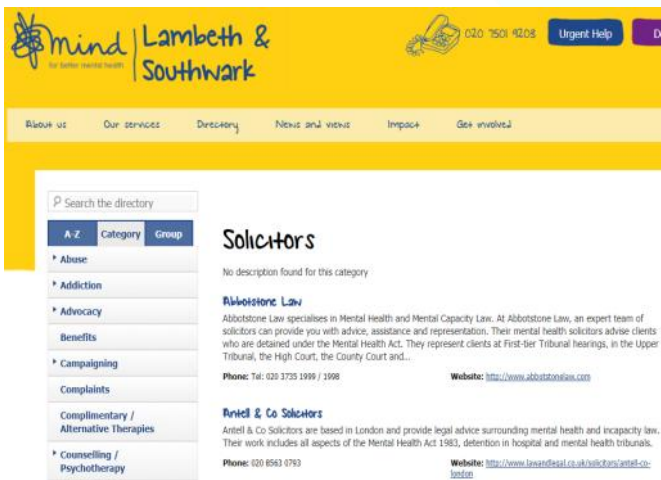 mind
for better mental health
Lambeth &
Southwark
020 7501 9203
Urgent Help
D
About us
Our services
Directory
News and views
Impact
Get involved
Search the directory
A-Z
Category
Group
Abuse
Addiction
Advocacy
Benefits
Campaigning
Complaints
Complimentary /
Alternative Therapies
Counselling /
Psychotherapy
Solicitors
No description found for this category
Abbotstone Law
Abbotstone Law specialises in Mental Health and Mental Capacity Law. At Abbotstone Law, an expert team of
solicitors can provide you with advice, assistance and representation. Their mental health solicitors advise clients
who are detained under the Mental Health Act. They represent clients at First-tier Tribunal hearings, in the Upper
Tribunal, the High Court, the County Court and...
Phone: Tel: 020 3735 1999 / 1998
Website: http://www.abbotstonelaw.com
Antell & Co Solicitors
Antell & Co Solicitors are based in London and provide legal advice surrounding mental health and incapacity law.
Their work includes all aspects of the Mental Health Act 1983, detention in hospital and mental health tribunals.
Phone: 020 8563 0793
Website: http://www.lawandlegal.co.uk/solicitors/antell-co-
london